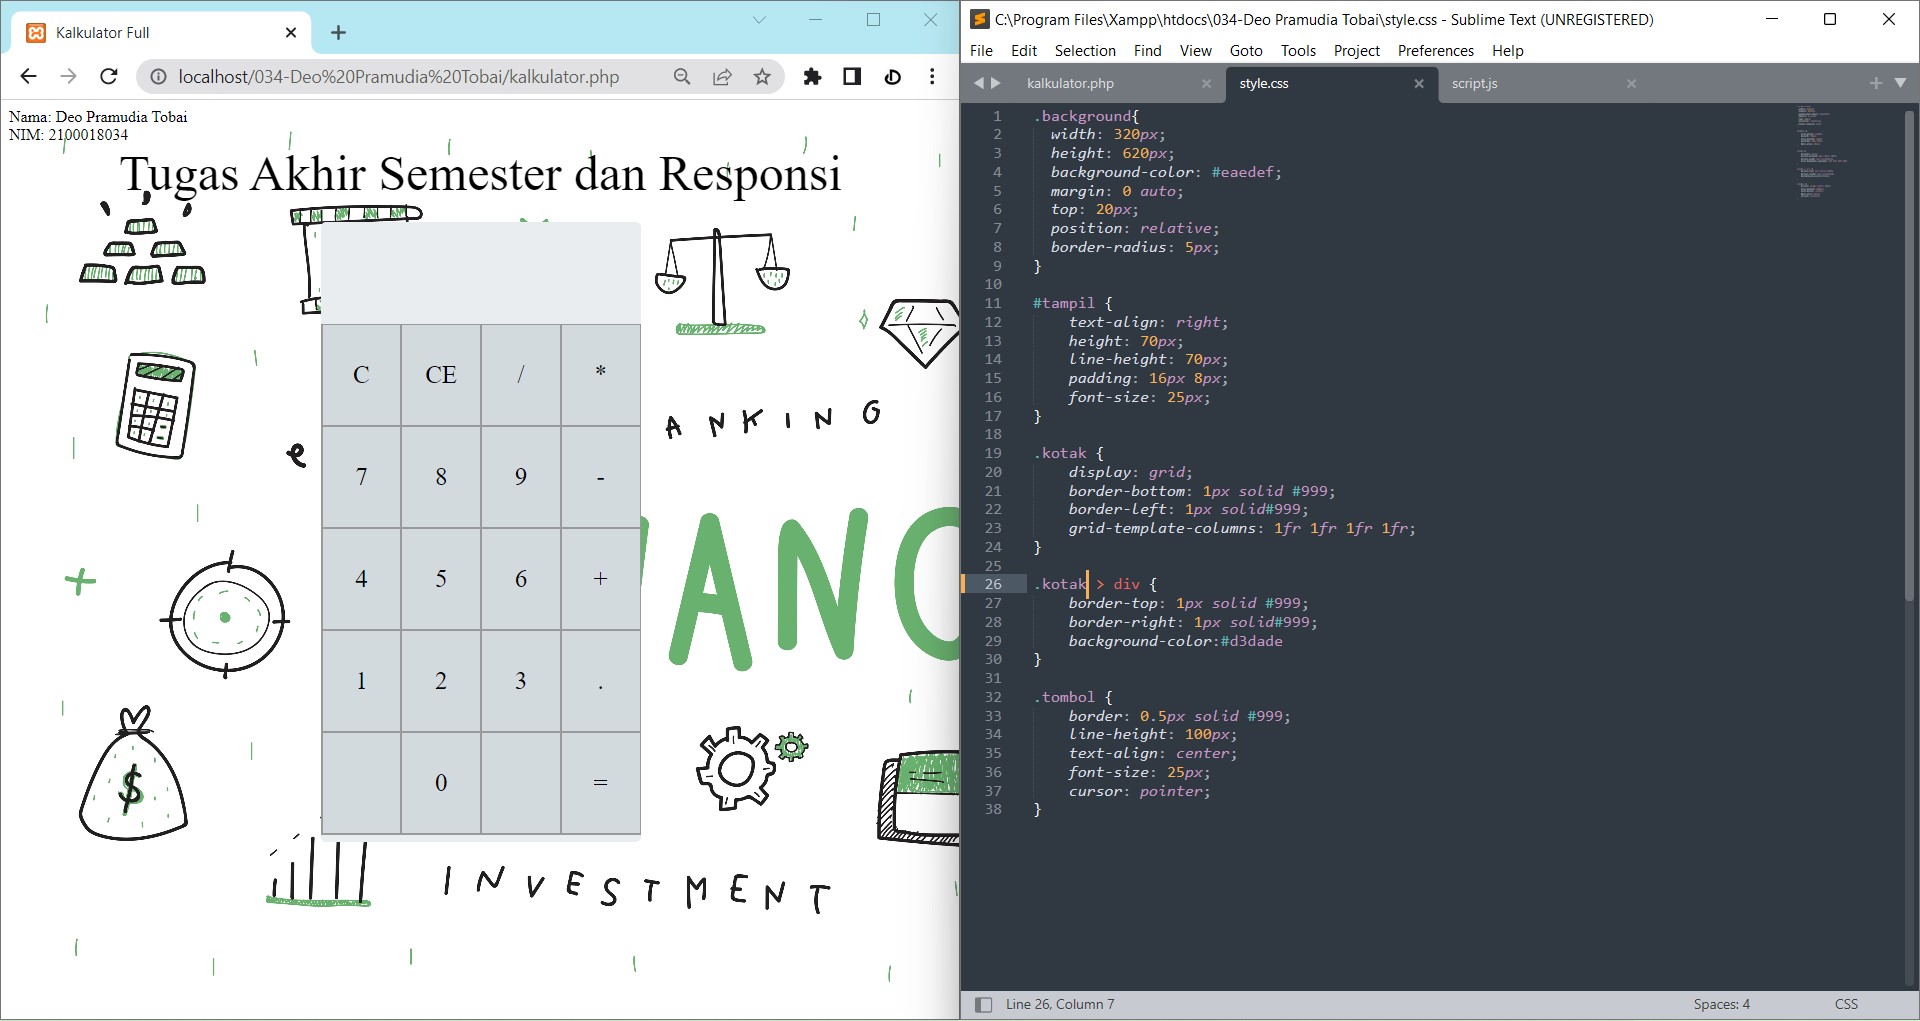 Kalkulator Full
localhost/034-Deo%20Pramudia%20Tobai/kalkulator.php
Nama: Deo Pramudia Tobai
NIM: 2100018034
Tugas Akhir Semester dan Responsi
C CE / *
ANKING
7 8 9 -
ANC
4 5 6 +
1 2 3 .
$
0 =
INVESTMENT
C:\Program Files\Xampp\htdocs\034-Deo Pramudia Tobai\style.css - Sublime Text (UNREGISTERED)
File Edit Selection Find View Goto Tools Project Preferences Help
kalkulator.php style.css script.js
1 .background{
2 width: 320px;
3 height: 620px;
4 background-color: #eaedef;
5 margin: 0 auto;
6 top: 20px;
7 position: relative;
8 border-radius: 5px;
9 }
10
11 #tampil {
12 text-align: right;
13 height: 70px;
14 line-height: 70px;
15 padding: 16px 8px;
16 font-size: 25px;
17 }
18
19 .kotak {
20 display: grid;
21 border-bottom: 1px solid #999;
22 border-left: 1px solid#999;
23 grid-template-columns: 1fr 1fr 1fr 1fr;
24 }
25
26 .kotak > div {
27 border-top: 1px solid #999;
28 border-right: 1px solid#999;
29 background-color:#d3dade
30 }
31
32 .tombol {
33 border: 0.5px solid #999;
34 line-height: 100px;
35 text-align: center;
36 font-size: 25px;
37 cursor: pointer;
38 }
Line 26, Column 7 Spaces: 4 CSS